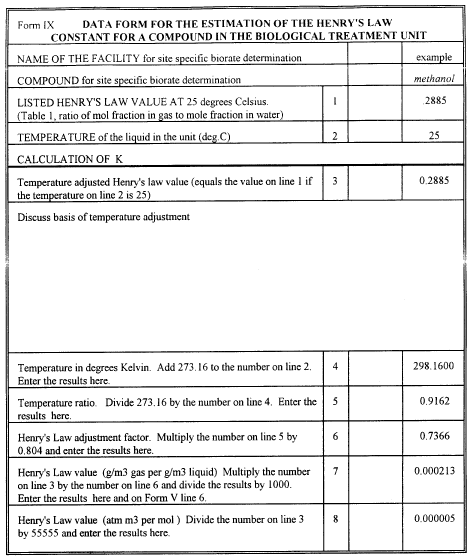 Form IX DATA FORM FOR THE ESTIMATION OF THE HENRY'S LAW
CONSTANT FOR A COMPOUND IN THE BIOLOGICAL TREATMENT UNIT
NAME OF THE FACILITY for site specific biorate determination example
COMPOUND for site specific biorate determination methanol
LISTED HENRY'S LAW VALUE AT 25 degrees Celsius. 1 .2885
(Table 1, ratio of mol fraction in gas to mole fraction in water)
TEMPERATURE of the liquid in the unit (deg.C) 2 25
CALCULATION OF K
Temperature adjusted Henry's law value (equals the value on line 1 if 3 0.2885
the temperature on line 2 is 25)
Discuss basis of temperature adjustment
Temperature in degrees Kelvin. Add 273.16 to the number on line 2. 4 298.1600
Enter the results here.
Temperature ratio. Divide 273.16 by the number on line 4. Enter the 5 0.9162
results here.
Henry's Law adjustment factor. Multiply the number on line 5 by 6 0.7366
0.804 and enter the results here.
Henry's Law value (g/m3 gas per g/m3 liquid) Multiply the number 7 0.000213
on line 3 by the number on line 6 and divide the results by 1000.
Enter the results here and on Form V line 6.
Henry's Law value (atm m3 per mol ) Divide the number on line 3 8 0.000005
by 55555 and enter the results here.